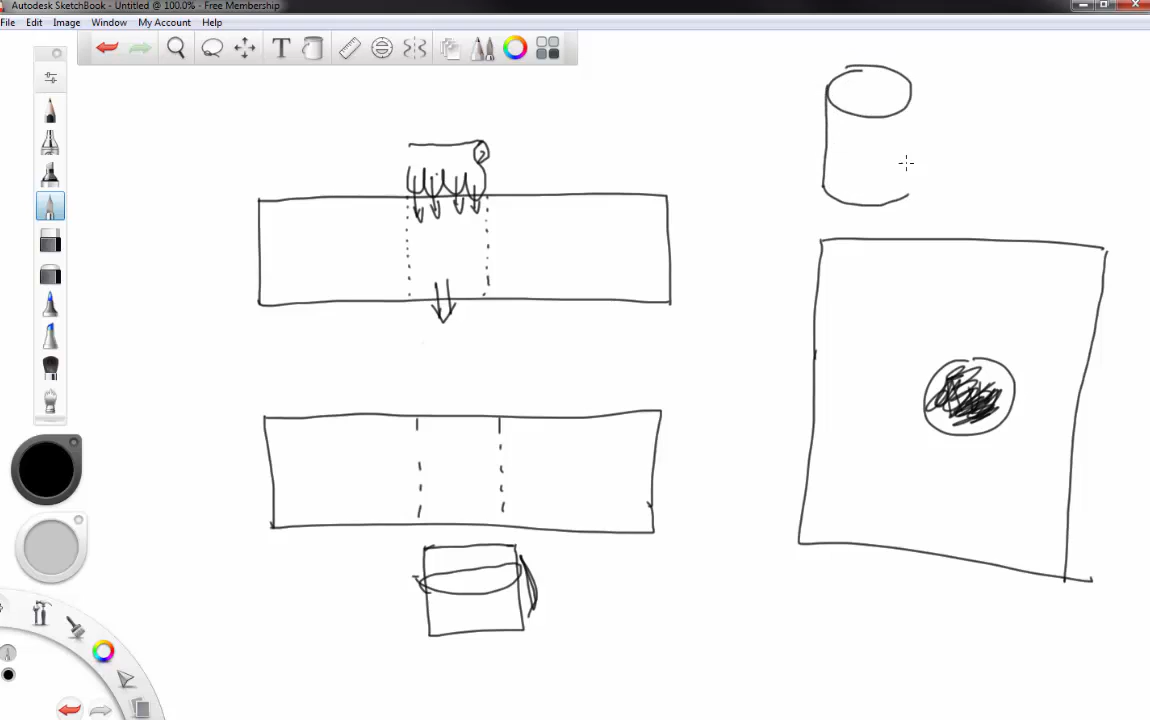 Autodesk SketchBook - Untitled @ 100.0% - Free Membership
File Edit Image Window My Account Help
T